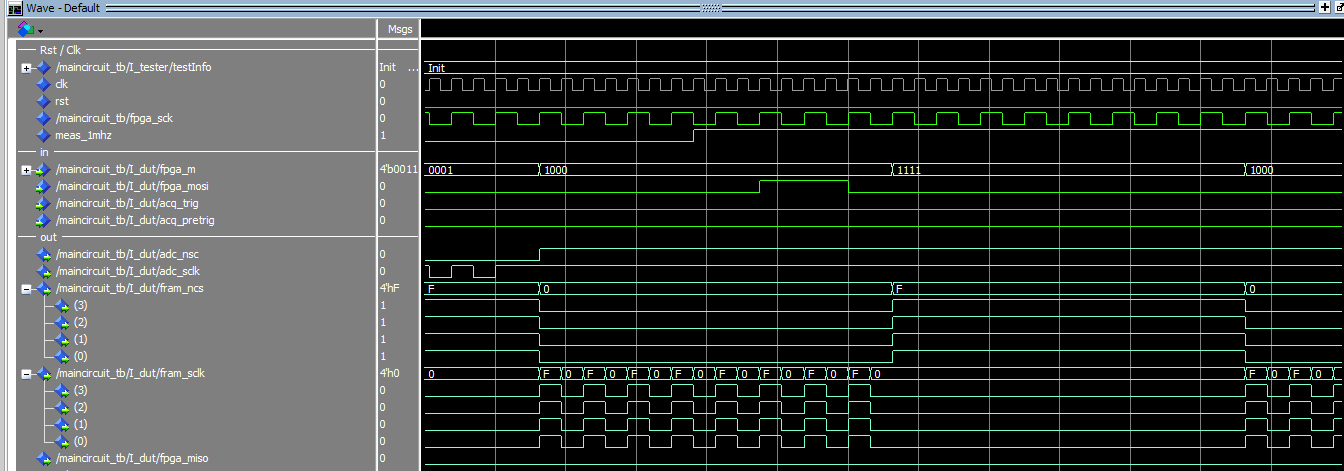 Wave - Default
Msgs
Rst / Clk
/maincircuit_tb/I_tester/testInfo Init ... Init
clk 0
rst 0
/maincircuit_tb/fpga_sck 0
meas_1mhz 1
in
/maincircuit_tb/I_dut/fpga_m 4'b0011 0001 1000 1111 1000
/maincircuit_tb/I_dut/fpga_mosi 0
/maincircuit_tb/I_dut/acq_trig 0
/maincircuit_tb/I_dut/acq_pretrig 0
out
/maincircuit_tb/I_dut/adc_nsc 0
/maincircuit_tb/I_dut/adc_sclk 0
/maincircuit_tb/I_dut/fram_ncs 4'hF F 0 F 0
(3) 1
(2) 1
(1) 1
(0) 1
/maincircuit_tb/I_dut/fram_sclk 4'h0 0 F 0 F 0 F 0 F 0 F 0 F 0 F 0 F 0 F 0 F 0
(3) 0
(2) 0
(1) 0
(0) 0
/maincircuit_tb/I_dut/fpga_miso 0